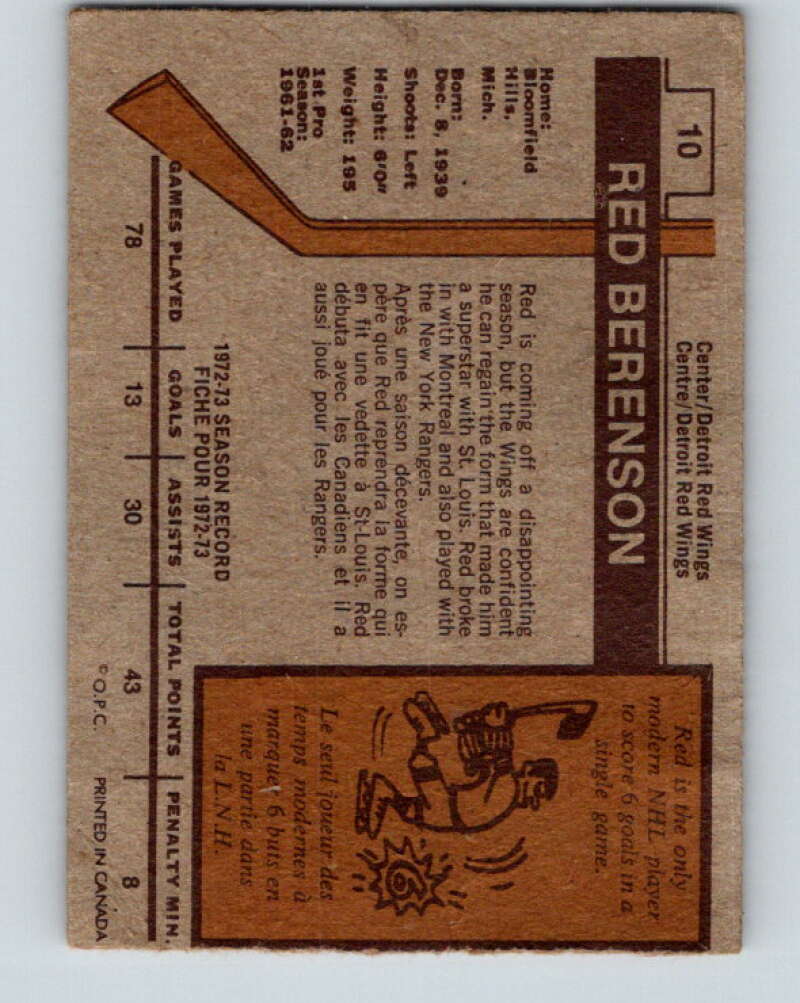 10
RED BERENSON
Center/Detroit Red Wings
Centre/Detroit Red Wings
Home:
Bloomfield
Hills,
Mich.
Born:
Dec. 8, 1939
Shoots: Left
Height: 6'0"
Weight: 195
1st Pro
Season:
1961-62
Red is coming off a disappointing
season, but the Wings are confident
he can regain the form that made him
a superstar with St. Louis. Red broke
in with Montreal and also played with
the New York Rangers.
Après une saison décevante, on es-
père que Red reprendra la forme qui
en fit une vedette à St-Louis. Red
débuta avec les Canadiens et il a
aussi joué pour les Rangers.
Red is the only
modern NHL player
to score 6 goals in a
single game.
6
Le seul joueur des
temps modernes à
marquer 6 buts en
une partie dans
la L.N.H.
1972-73 SEASON RECORD
FICHE POUR 1972-73
GAMES PLAYED GOALS ASSISTS TOTAL POINTS PENALTY MIN.
78 13 30 43 8
© O.P.C. PRINTED IN CANADA